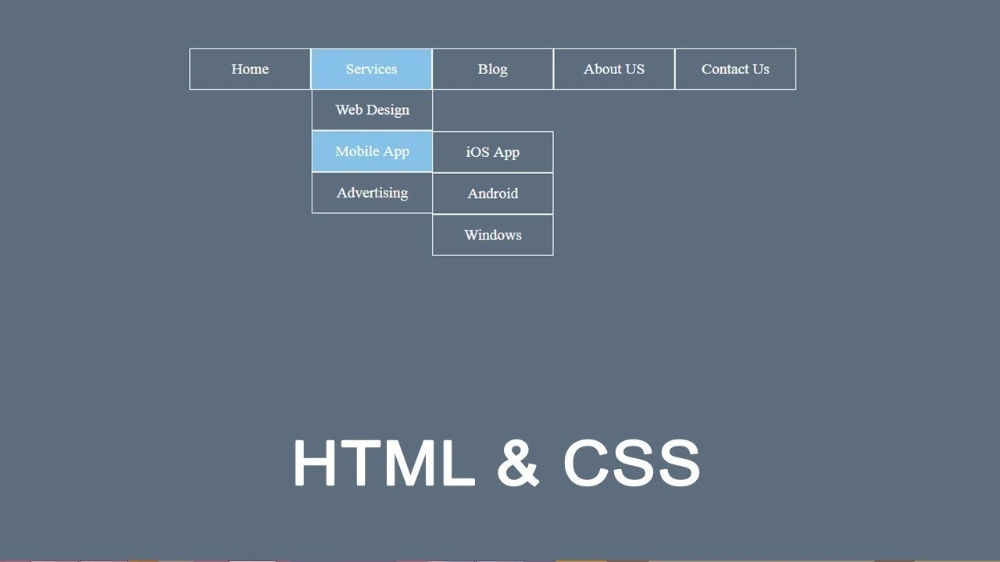 Home Services Blog About US Contact Us
Web Design
Mobile App iOS App
Advertising Android
Windows
HTML & CSS